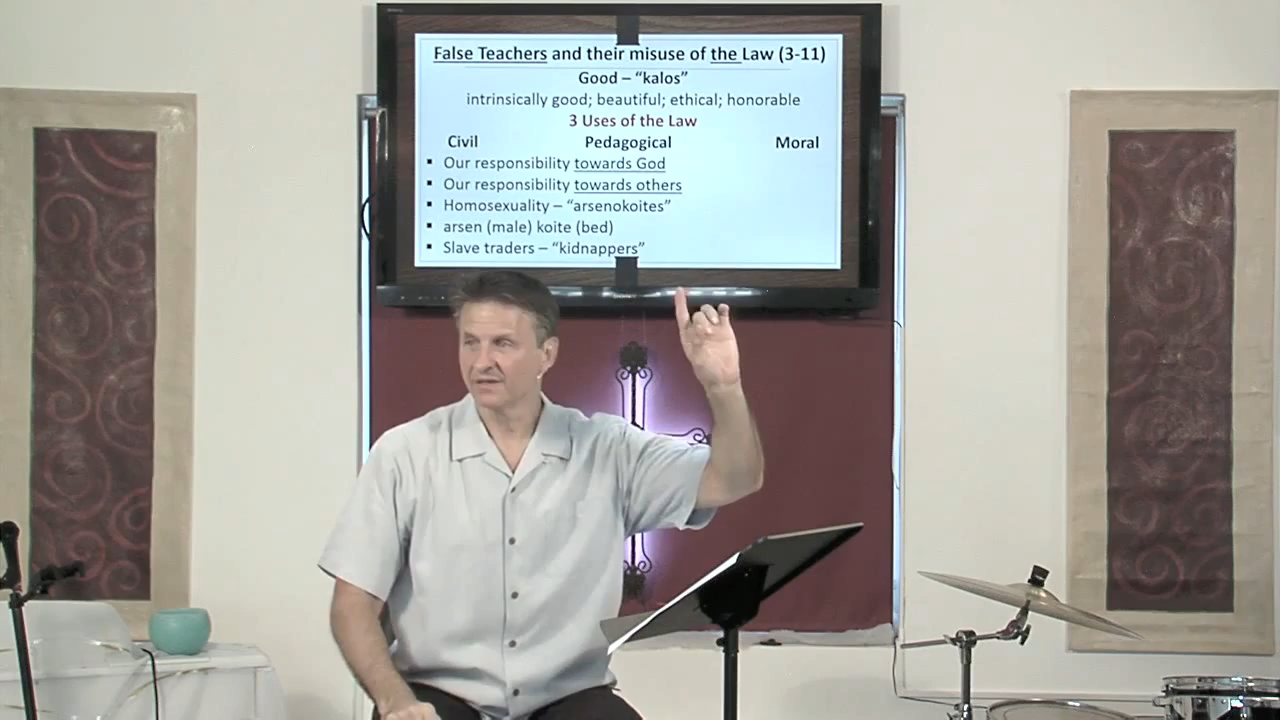 False Teachers and their misuse of the Law (3-11)
Good – “kalos”
intrinsically good; beautiful; ethical; honorable
3 Uses of the Law
Civil Pedagogical Moral
▪ Our responsibility towards God
▪ Our responsibility towards others
▪ Homosexuality – “arsenokoites”
▪ arsen (male) koite (bed)
▪ Slave traders – “kidnappers”